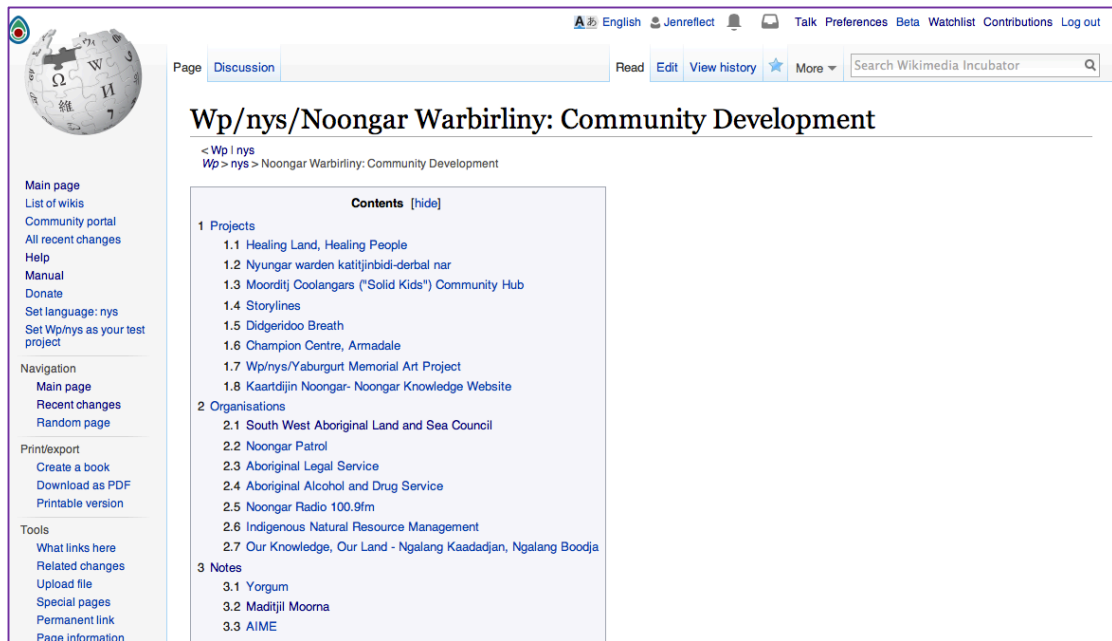 Aあ English Jenreflect Talk Preferences Beta Watchlist Contributions Log out
Page Discussion Read Edit View history More Search Wikimedia Incubator
Wp/nys/Noongar Warbirliny: Community Development
< Wp | nys
Wp > nys > Noongar Warbirliny: Community Development
Main page
List of wikis
Community portal
All recent changes
Help
Manual
Donate
Set language: nys
Set Wp/nys as your test
project
Navigation
Main page
Recent changes
Random page
Print/export
Create a book
Download as PDF
Printable version
Tools
What links here
Related changes
Upload file
Special pages
Permanent link
Page information
Contents [hide]
1 Projects
1.1 Healing Land, Healing People
1.2 Nyungar warden katitjinbidi-derbal nar
1.3 Moorditj Coolangars ("Solid Kids") Community Hub
1.4 Storylines
1.5 Didgeridoo Breath
1.6 Champion Centre, Armadale
1.7 Wp/nys/Yaburgurt Memorial Art Project
1.8 Kaartdijin Noongar- Noongar Knowledge Website
2 Organisations
2.1 South West Aboriginal Land and Sea Council
2.2 Noongar Patrol
2.3 Aboriginal Legal Service
2.4 Aboriginal Alcohol and Drug Service
2.5 Noongar Radio 100.9fm
2.6 Indigenous Natural Resource Management
2.7 Our Knowledge, Our Land - Ngalang Kaadadjan, Ngalang Boodja
3 Notes
3.1 Yorgum
3.2 Maditjil Moorna
3.3 AIME
Ω W И 維